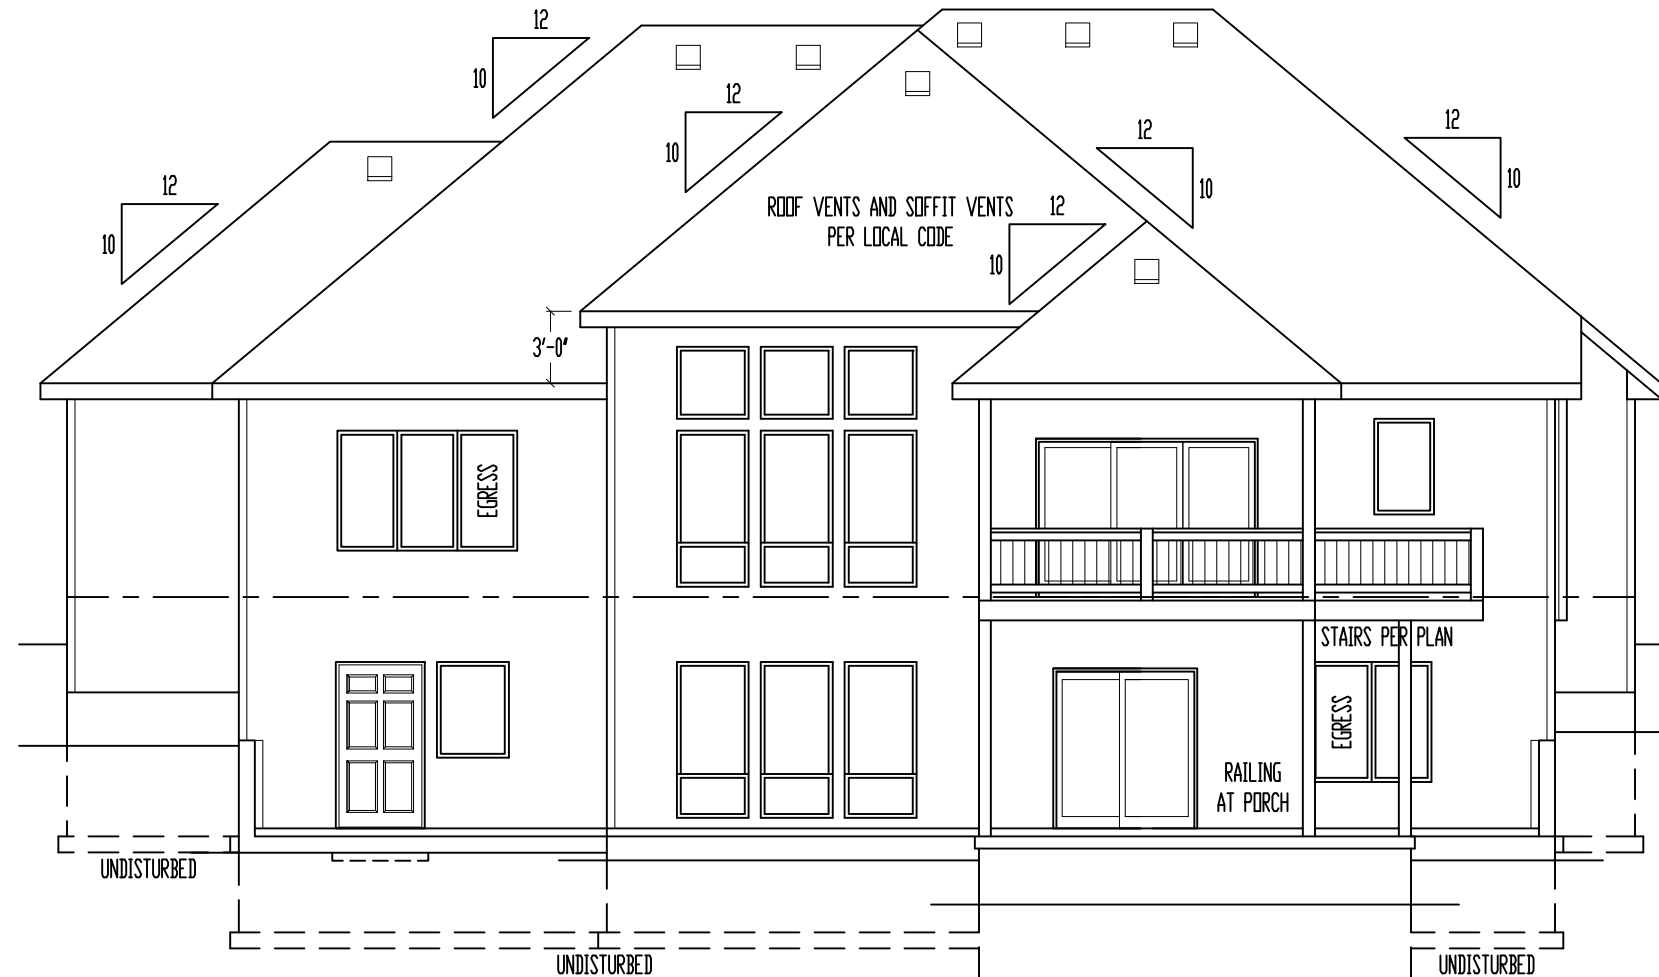 12
10
12
10
12
10
12
10
12
10
12
10
ROOF VENTS AND SOFFIT VENTS
PER LOCAL CODE
3'-0"
EGRESS
STAIRS PER PLAN
EGRESS
RAILING
AT PORCH
UNDISTURBED
UNDISTURBED
UNDISTURBED